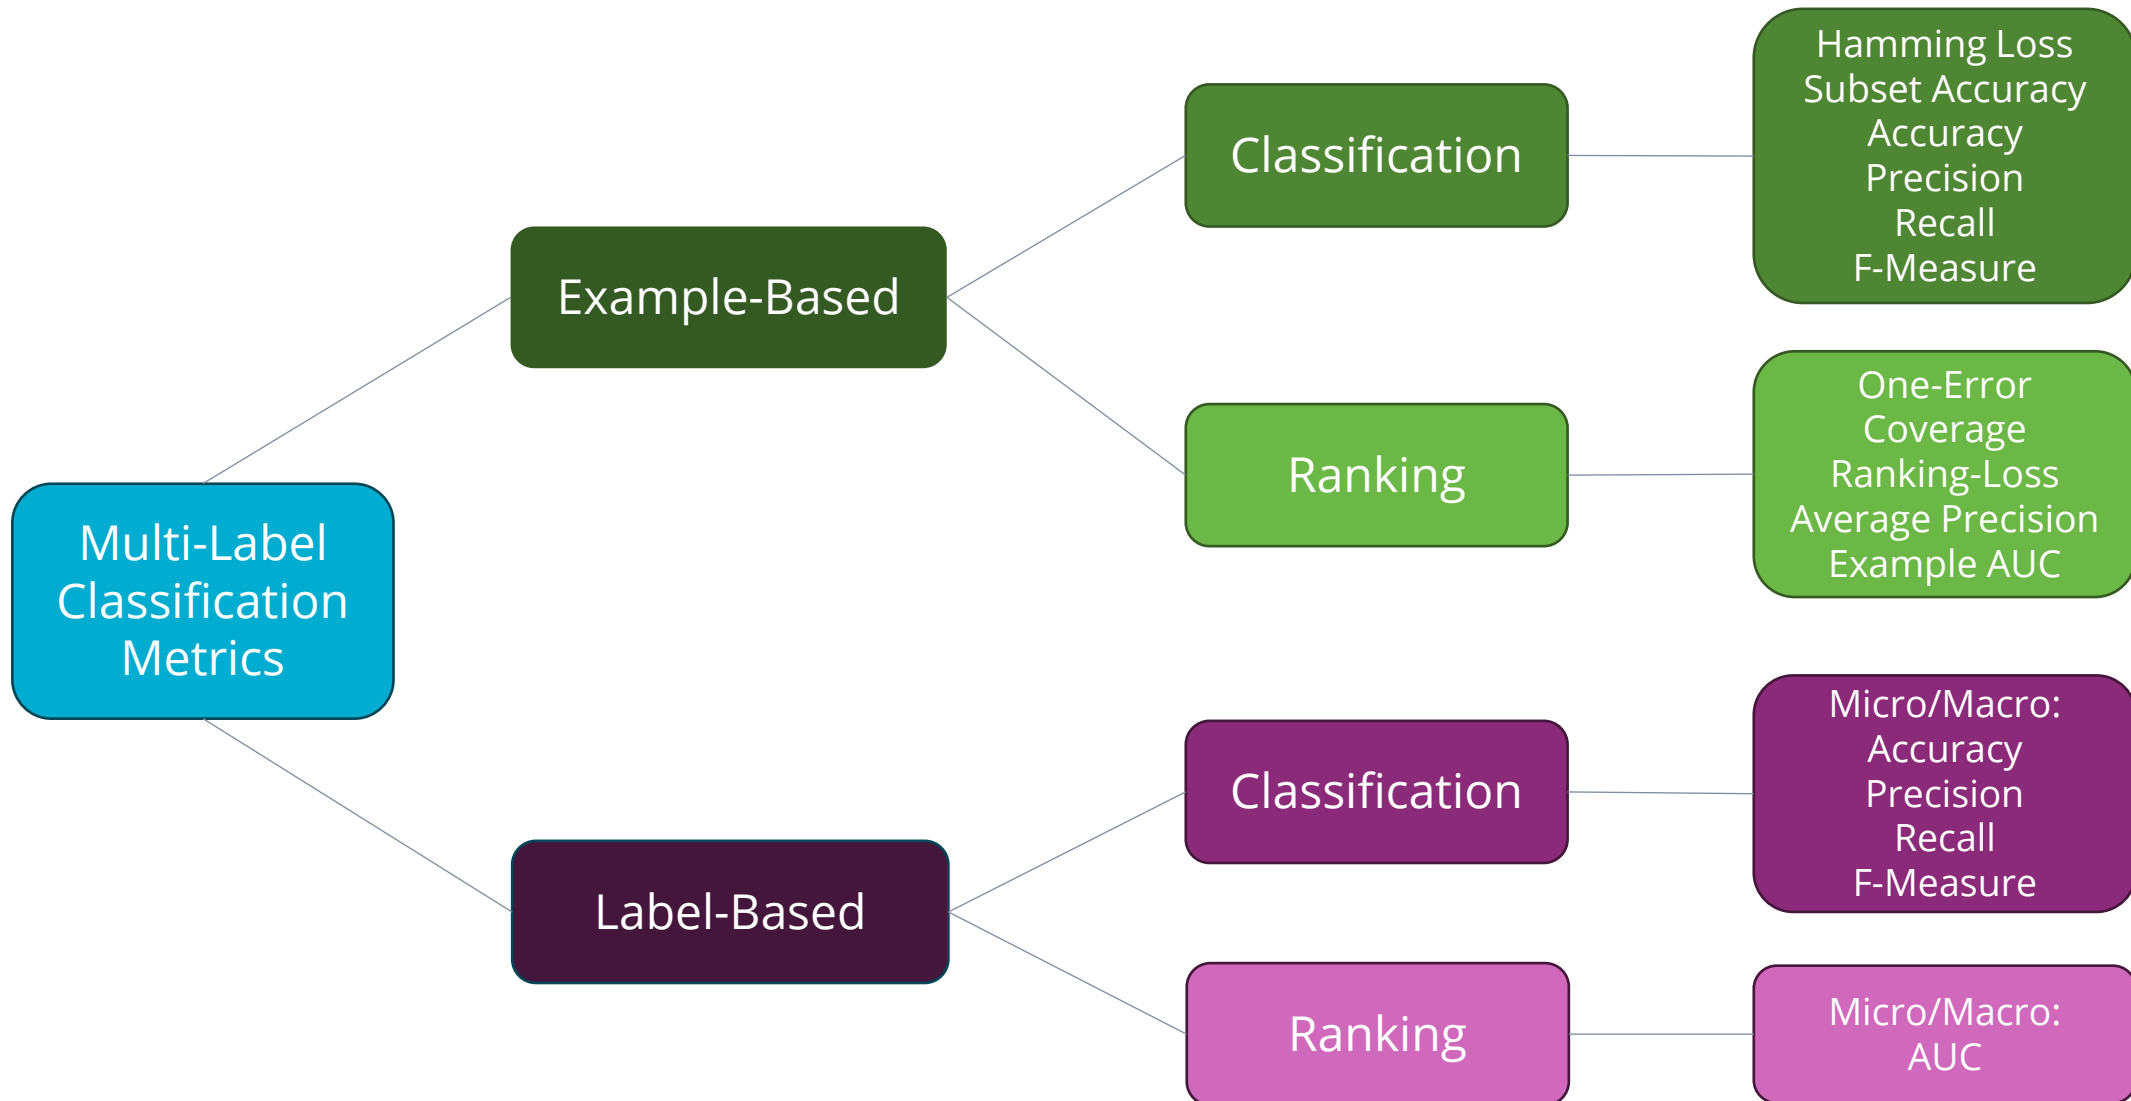 Multi-Label
Classification
Metrics
Example-Based
Classification
Hamming Loss
Subset Accuracy
Accuracy
Precision
Recall
F-Measure
Ranking
One-Error
Coverage
Ranking-Loss
Average Precision
Example AUC
Label-Based
Classification
Micro/Macro:
Accuracy
Precision
Recall
F-Measure
Ranking
Micro/Macro:
AUC